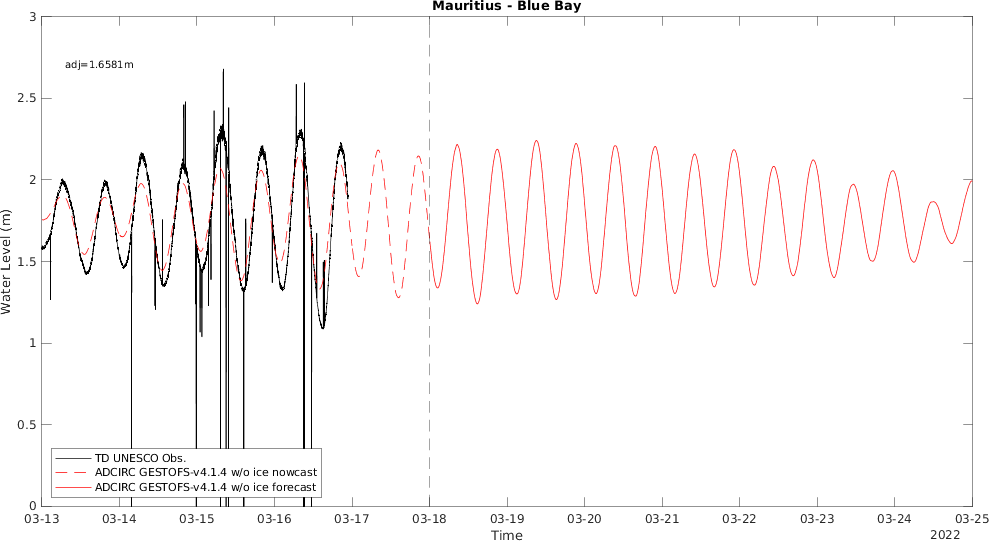 Mauritius - Blue Bay
adj=1.6581m
3
2.5
2
1.5
1
0.5
0
Water Level (m)
TD UNESCO Obs.
ADCIRC GESTOFS-v4.1.4 w/o ice nowcast
ADCIRC GESTOFS-v4.1.4 w/o ice forecast
03-13 03-14 03-15 03-16 03-17 03-18 03-19 03-20 03-21 03-22 03-23 03-24 03-25
Time
2022